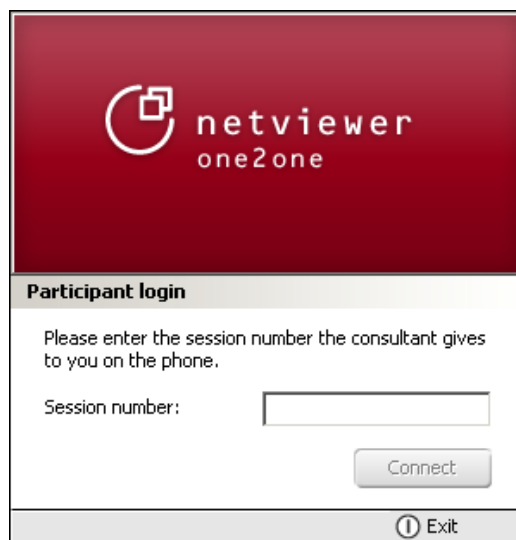 netviewer
one2one
Participant login
Please enter the session number the consultant gives
to you on the phone.
Session number:
Connect
Exit